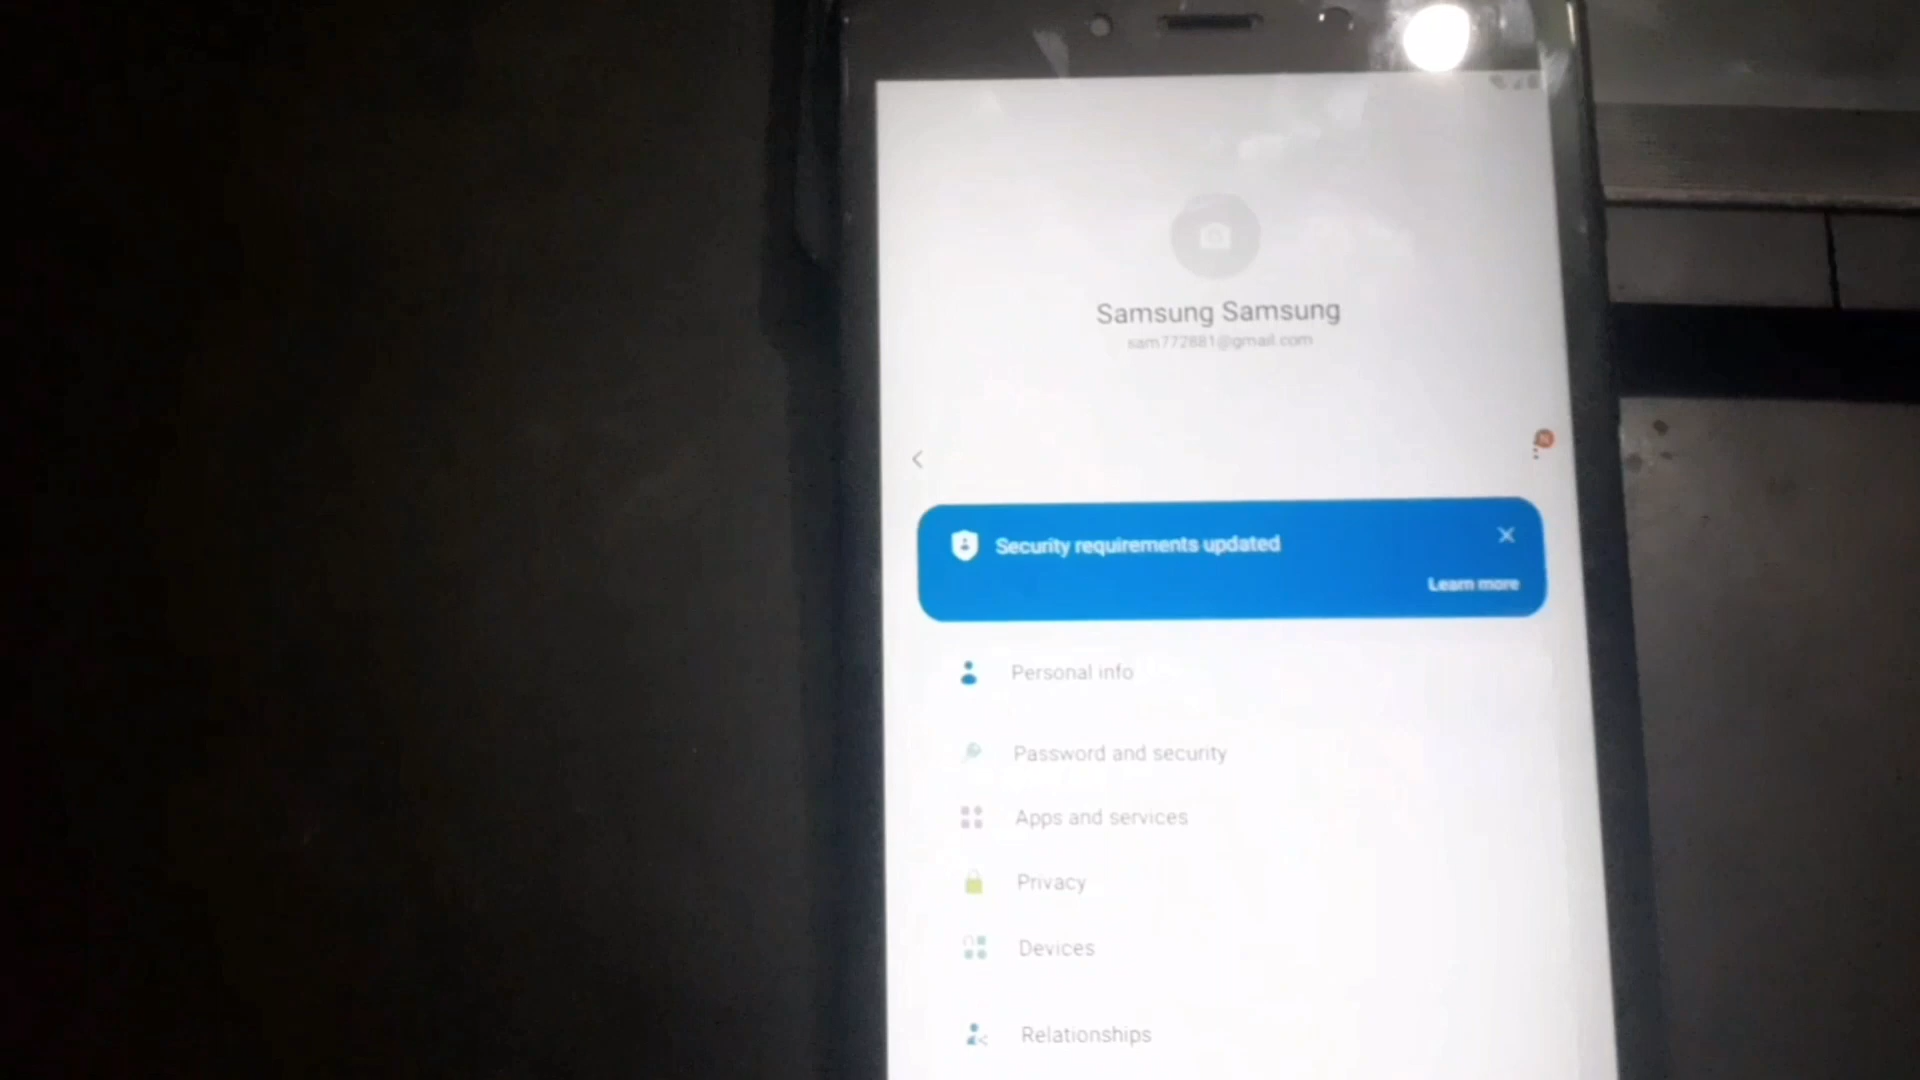 Samsung Samsung
sam772881@gmail.com
Security requirements updated
Learn more
Personal info
Password and security
Apps and services
Privacy
Devices
Relationships